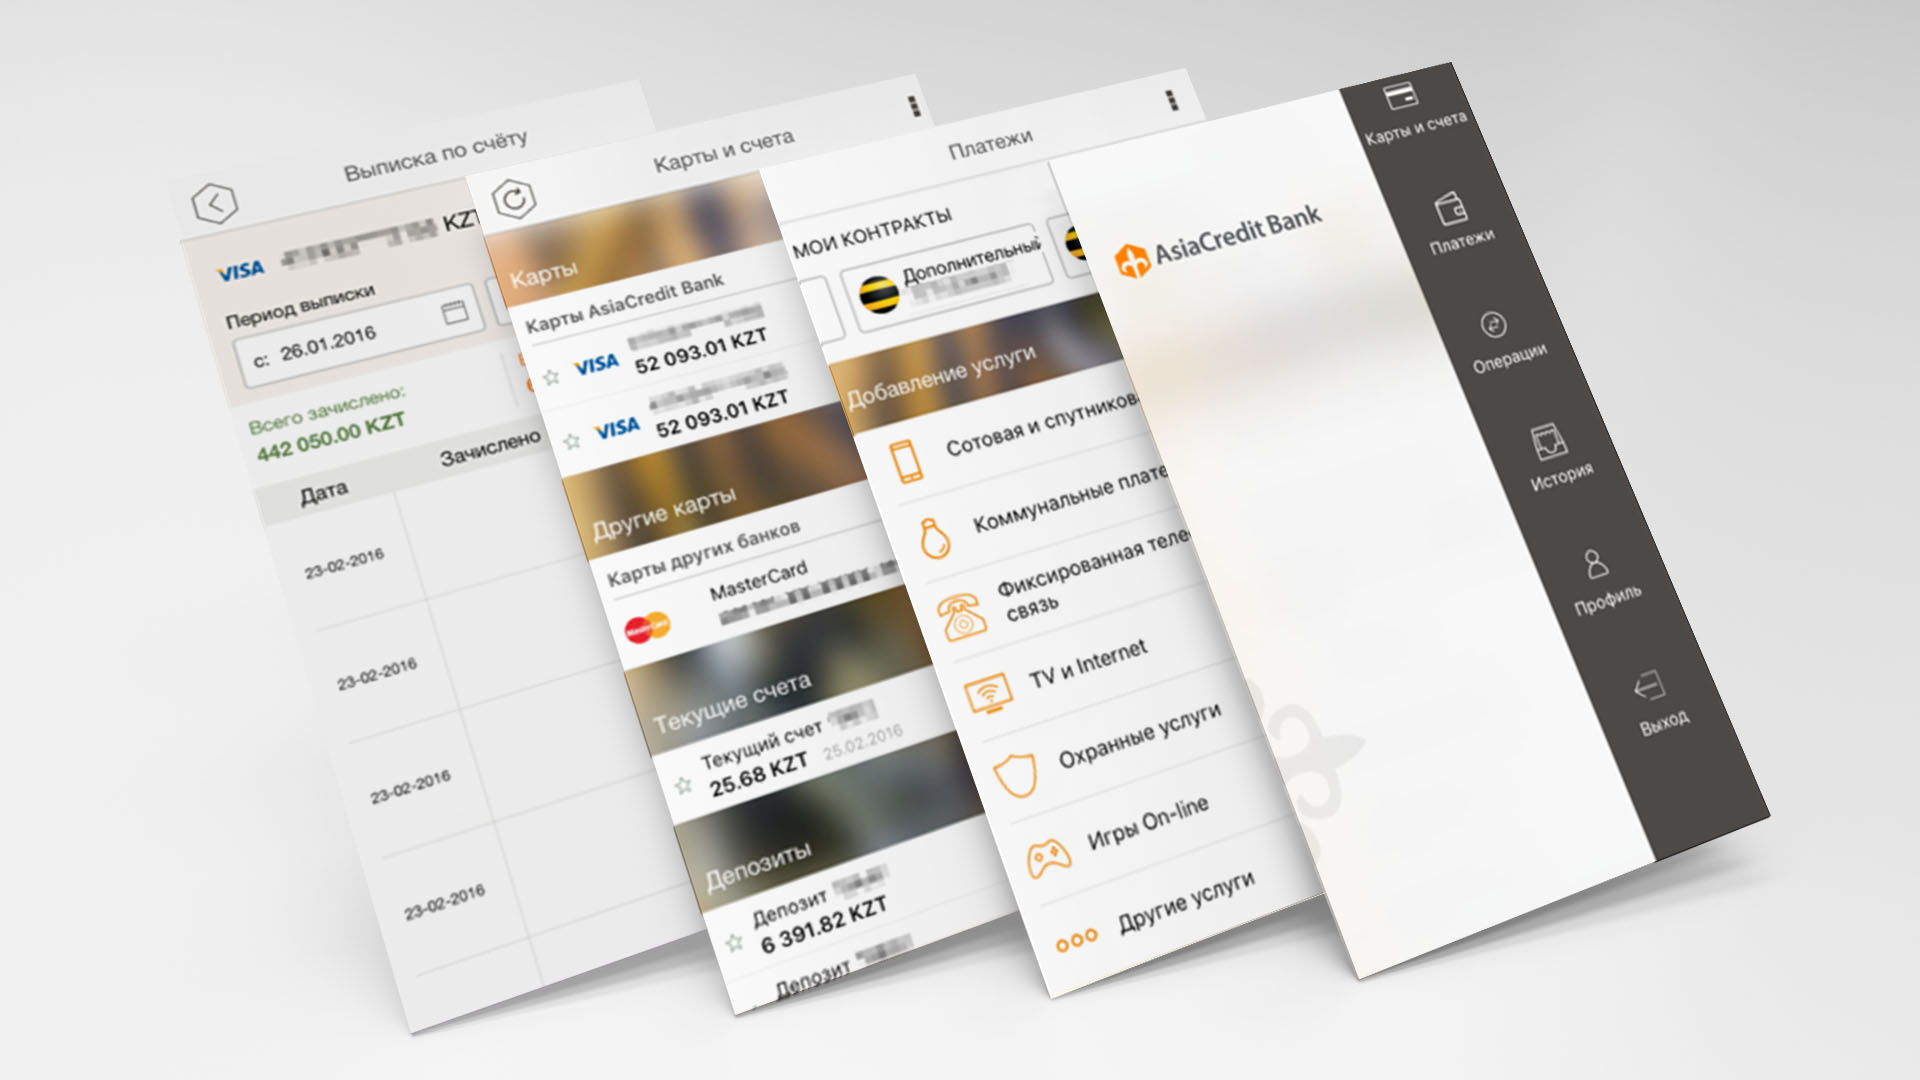 Выписка по счёту
VISA
KZT
Период выписки
с: 26.01.2016
Всего зачислено:
442 050.00 KZT
Дата Зачислено
23-02-2016
23-02-2016
23-02-2016
23-02-2016
Карты и счета
Карты
Карты AsiaCredit Bank
VISA
52 093.01 KZT
VISA
52 093.01 KZT
Другие карты
Карты других банков
MasterCard
MasterCard
Текущие счета
Текущий счет
25.68 KZT 25.02.2016
Депозиты
Депозит
6 391.82 KZT
Депозит
Платежи
МОИ КОНТРАКТЫ
Дополнительный
Добавление услуги
Сотовая и спутникова
Коммунальные плате
Фиксированная теле
связь
TV и Internet
Охранные услуги
Игры On-line
Другие услуги
AsiaCredit Bank
Карты и счета
Платежи
Операции
История
Профиль
Выход